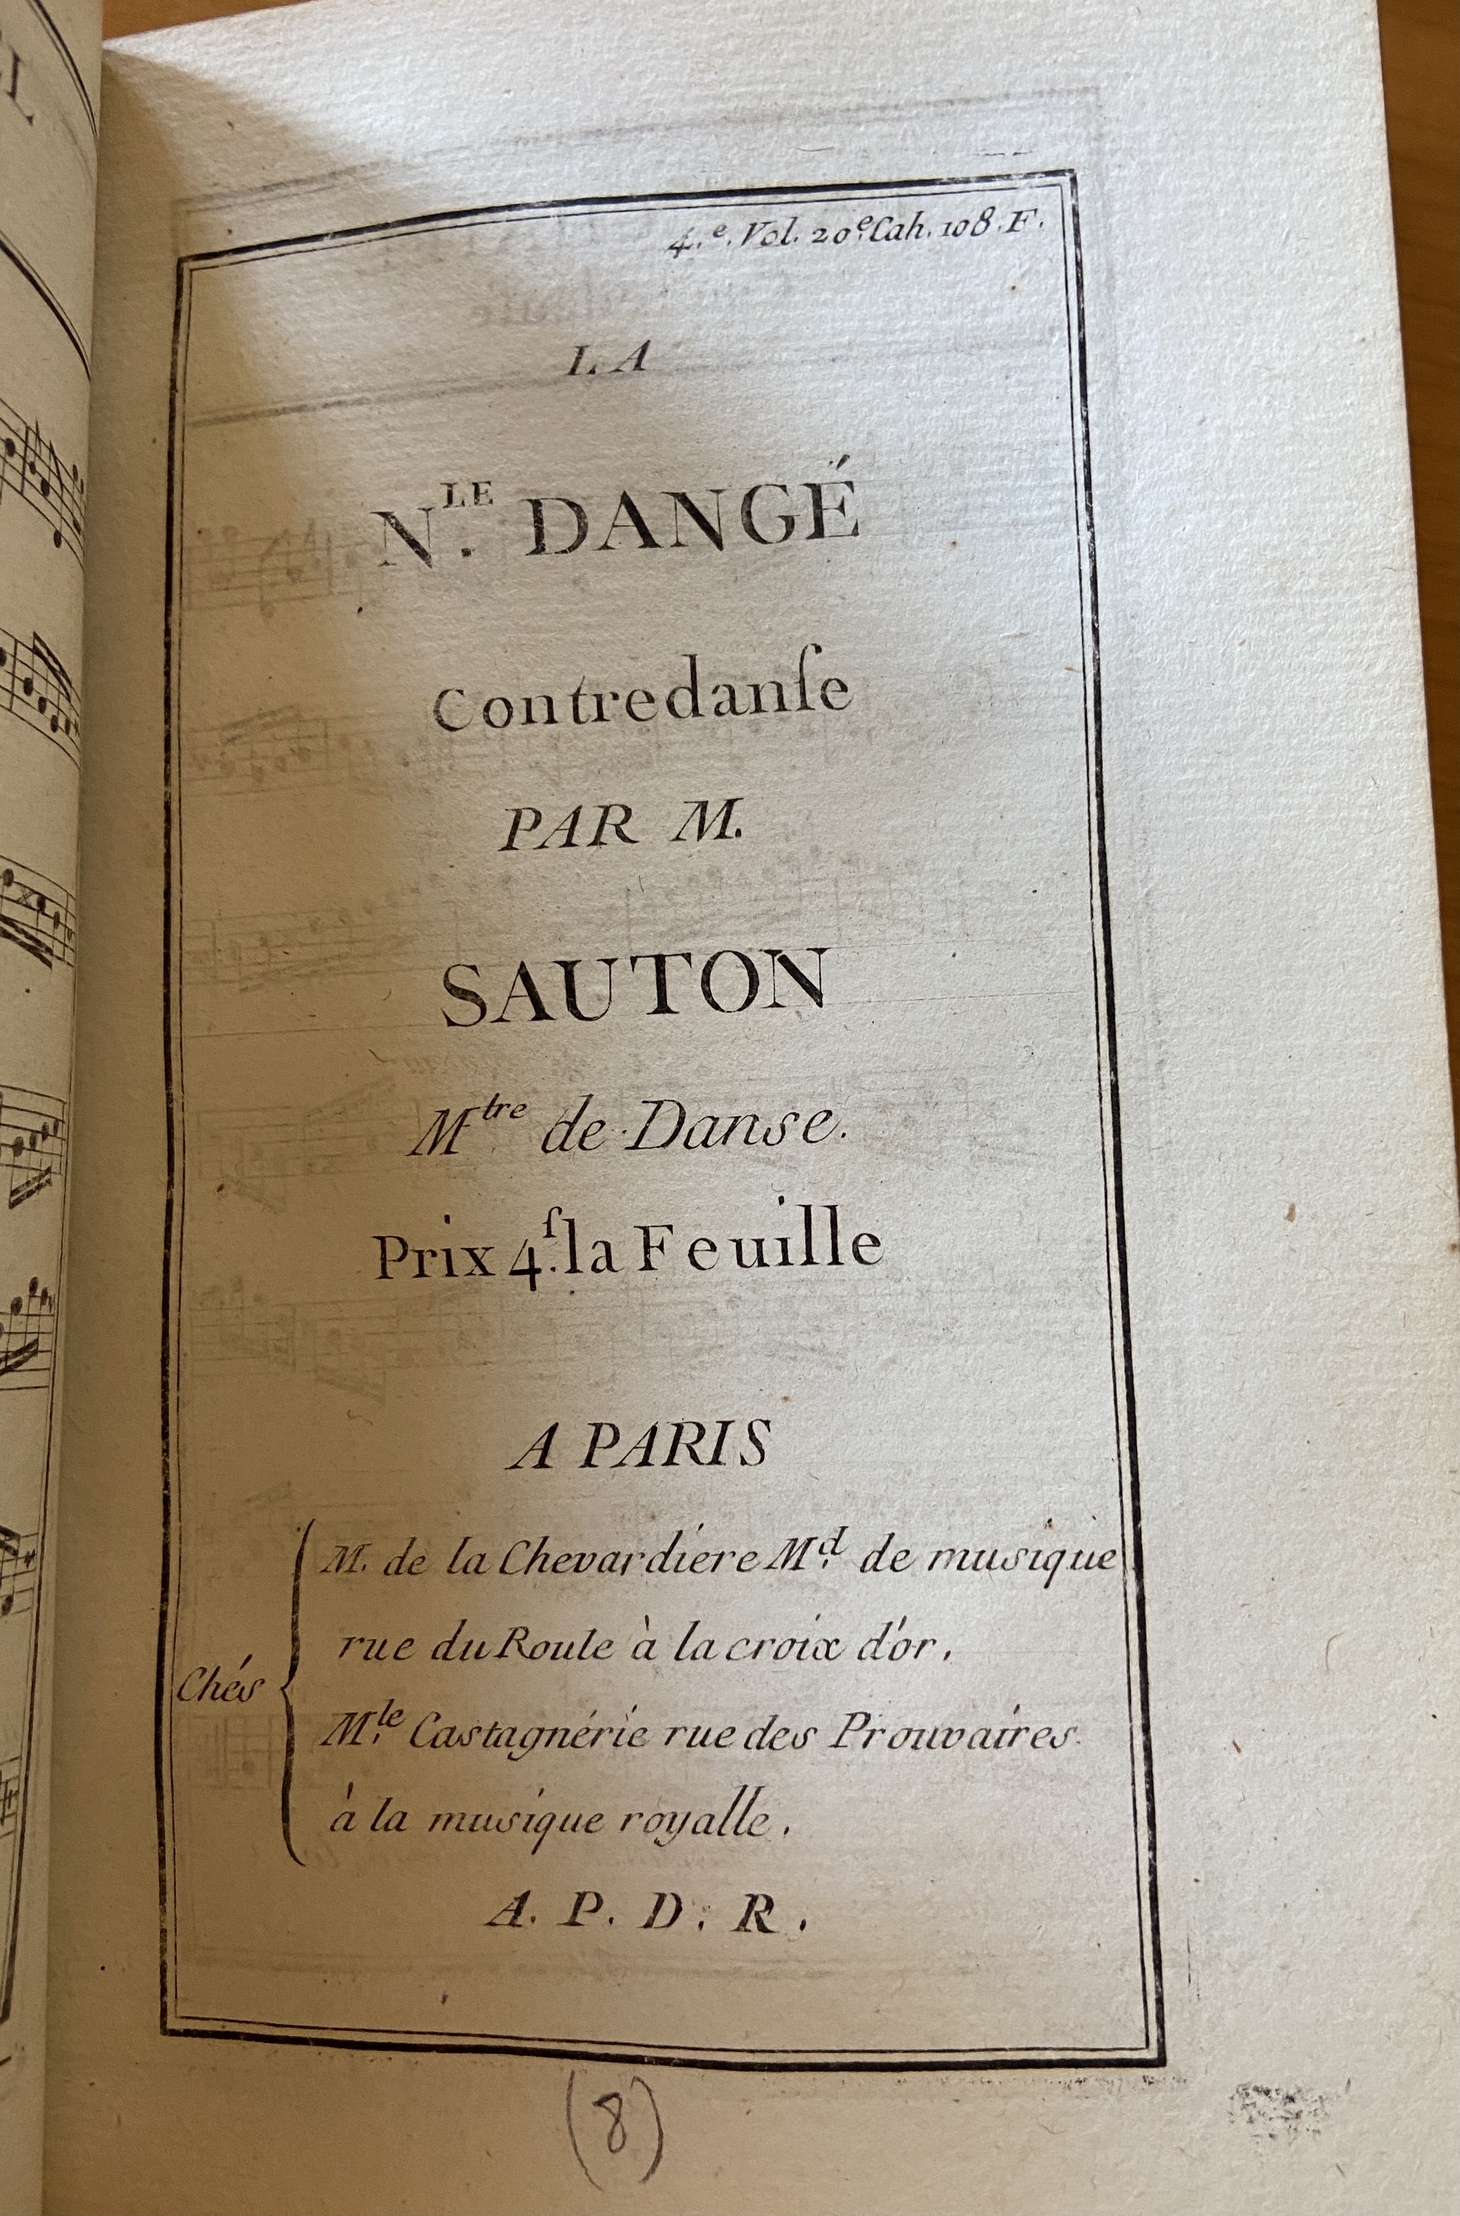 4.e. Vol. 20.e Cah. 108. F.
LA
N.LE DANGÉ
Contredanſe
PAR M.
SAUTON
Mtre de Danse.
Prix 4.ſ la Feuille
A PARIS
Chés
M. de la Chevardiére M.d de musique
rue du Roule à la croix d'or.
M.le Castagnérie rue des Prouvaires.
à la musique royalle.
A. P. D. R.
(8)